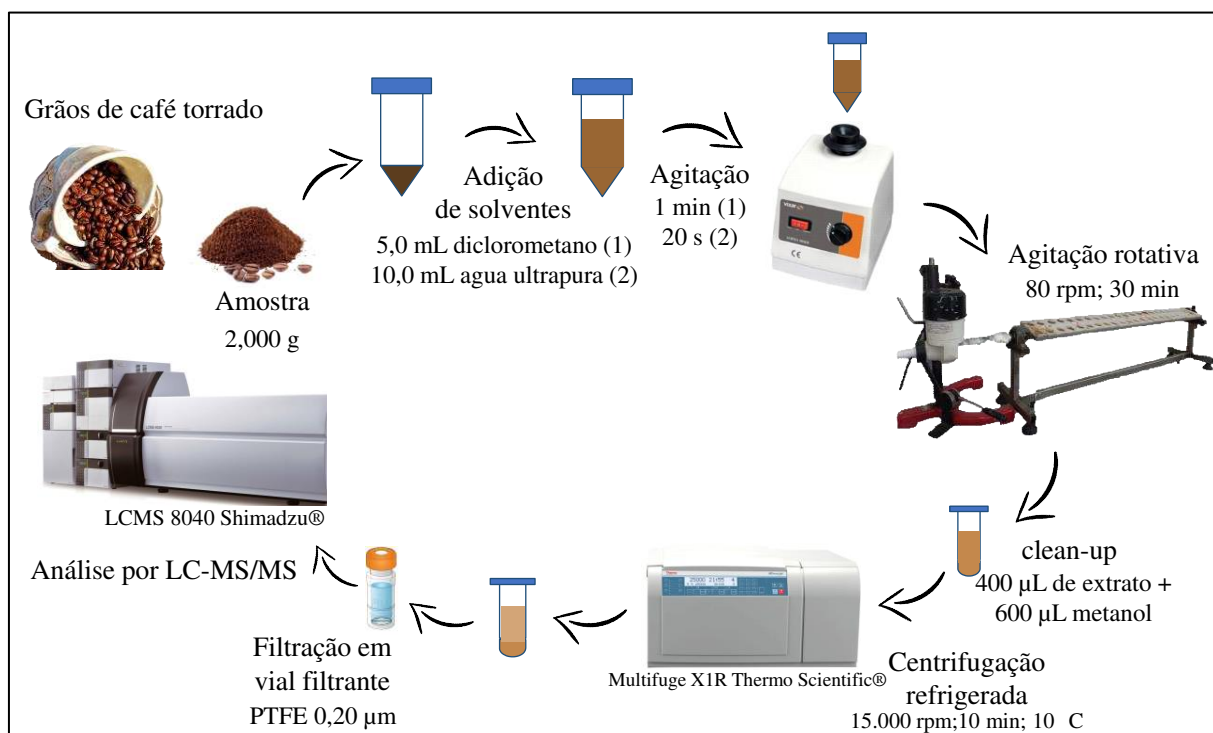 Grãos de café torrado
Amostra
2,000 g
Adição
de solventes
5,0 mL diclorometano (1)
10,0 mL agua ultrapura (2)
Agitação
1 min (1)
20 s (2)
Agitação rotativa
80 rpm; 30 min
clean-up
400 µL de extrato +
600 µL metanol
Centrifugação
refrigerada
15.000 rpm;10 min; 10 C
Multifuge X1R Thermo Scientific®
Filtração em
vial filtrante
PTFE 0,20 µm
Análise por LC-MS/MS
LCMS 8040 Shimadzu®